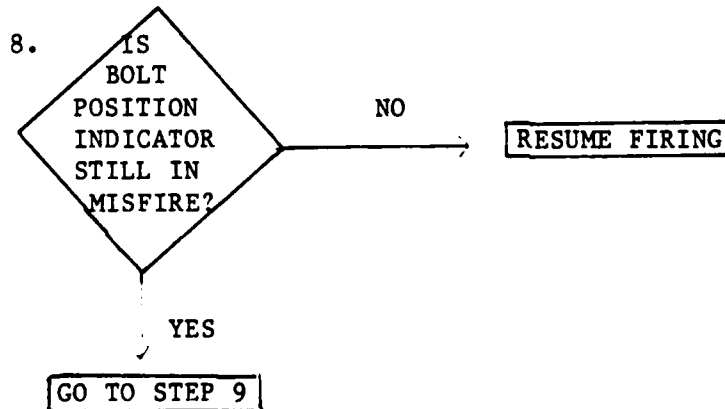 8.
IS
BOLT
POSITION
INDICATOR
STILL IN
MISFIRE?
NO
RESUME FIRING
YES
GO TO STEP 9